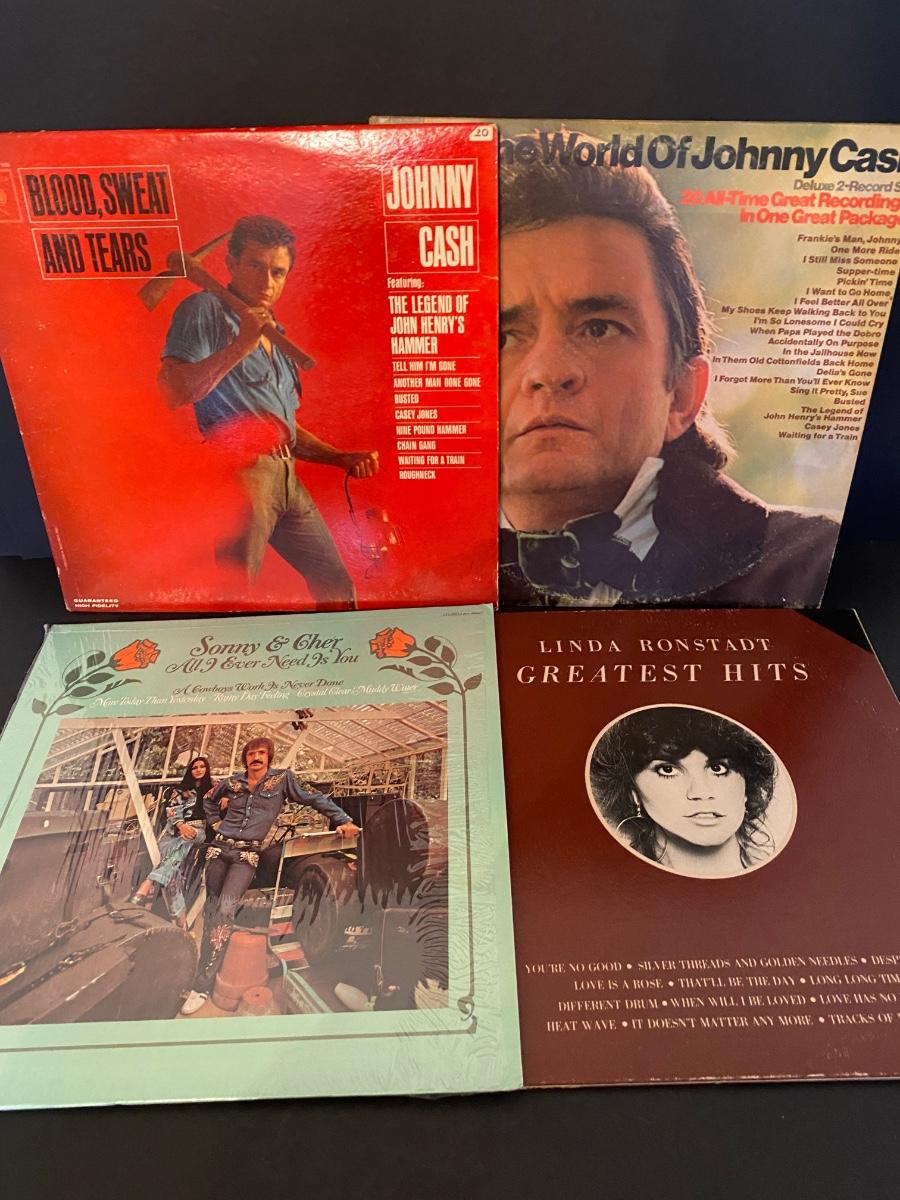 20
BLOOD, SWEAT
AND TEARS
JOHNNY
CASH
Featuring:
THE LEGEND OF
JOHN HENRY'S
HAMMER
TELL HIM I'M GONE
ANOTHER MAN DONE GONE
BUSTED
CASEY JONES
NINE POUND HAMMER
CHAIN GANG
WAITING FOR A TRAIN
ROUGHNECK
GUARANTEED
HIGH FIDELITY
he World Of Johnny Cas
Deluxe 2-Record S
20 All-Time Great Recording
in One Great Packag
Frankie's Man, Johnny
One More Ride
I Still Miss Someone
Supper-time
Pickin' Time
I Want to Go Home
I Feel Better All Over
My Shoes Keep Walking Back to You
I'm So Lonesome I Could Cry
When Papa Played the Dobro
Accidentally On Purpose
In the Jailhouse Now
In Them Old Cottonfields Back Home
Delia's Gone
I Forgot More Than You'll Ever Know
Sing It Pretty, Sue
Busted
The Legend of
John Henry's Hammer
Casey Jones
Waiting for a Train
Sonny & Cher
All I Ever Need Is You
A Cowboys Work Is Never Done
More Today Than Yesterday Rainy Day Feeling Crystal Clear/Muddy Water
LINDA RONSTADT
GREATEST HITS
YOU'RE NO GOOD • SILVER THREADS AND GOLDEN NEEDLES • DESP
LOVE IS A ROSE • THAT'LL BE THE DAY • LONG LONG TIM
DIFFERENT DRUM • WHEN WILL I BE LOVED • LOVE HAS NO
HEAT WAVE • IT DOESN'T MATTER ANY MORE • TRACKS OF